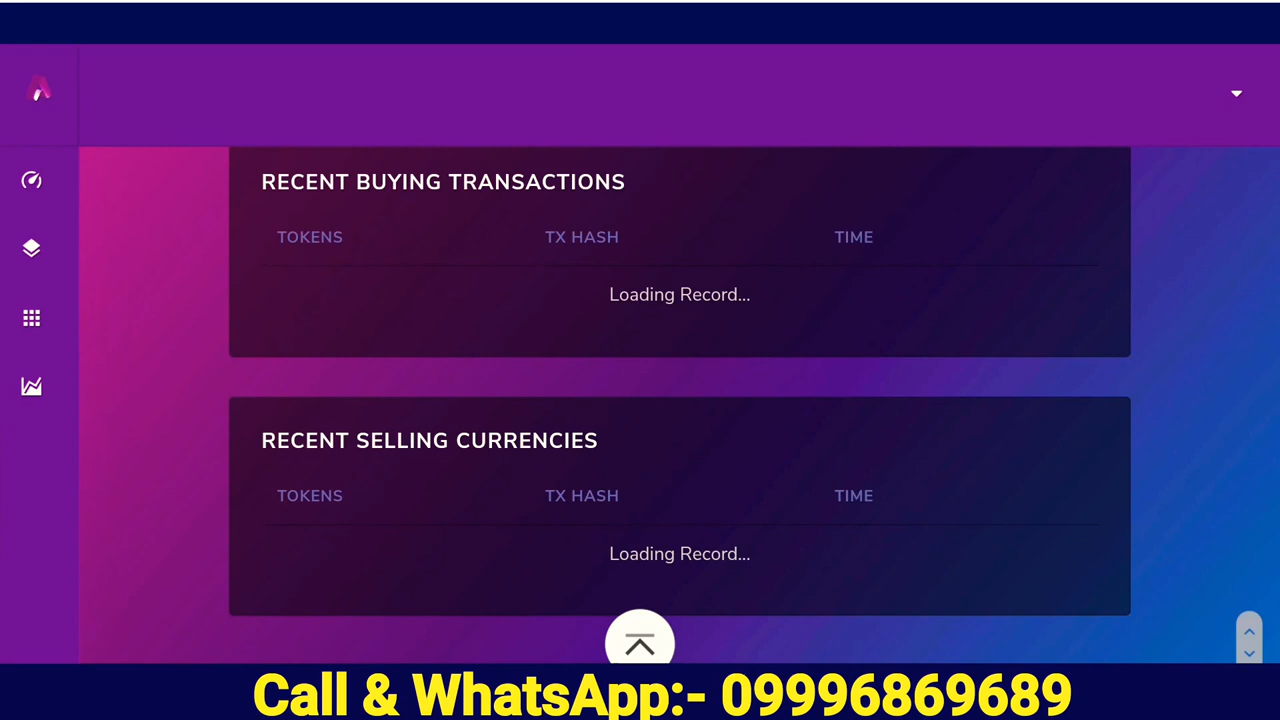 RECENT BUYING TRANSACTIONS
TOKENS TX HASH TIME
Loading Record...
RECENT SELLING CURRENCIES
TOKENS TX HASH TIME
Loading Record...
Call & WhatsApp:- 09996869689